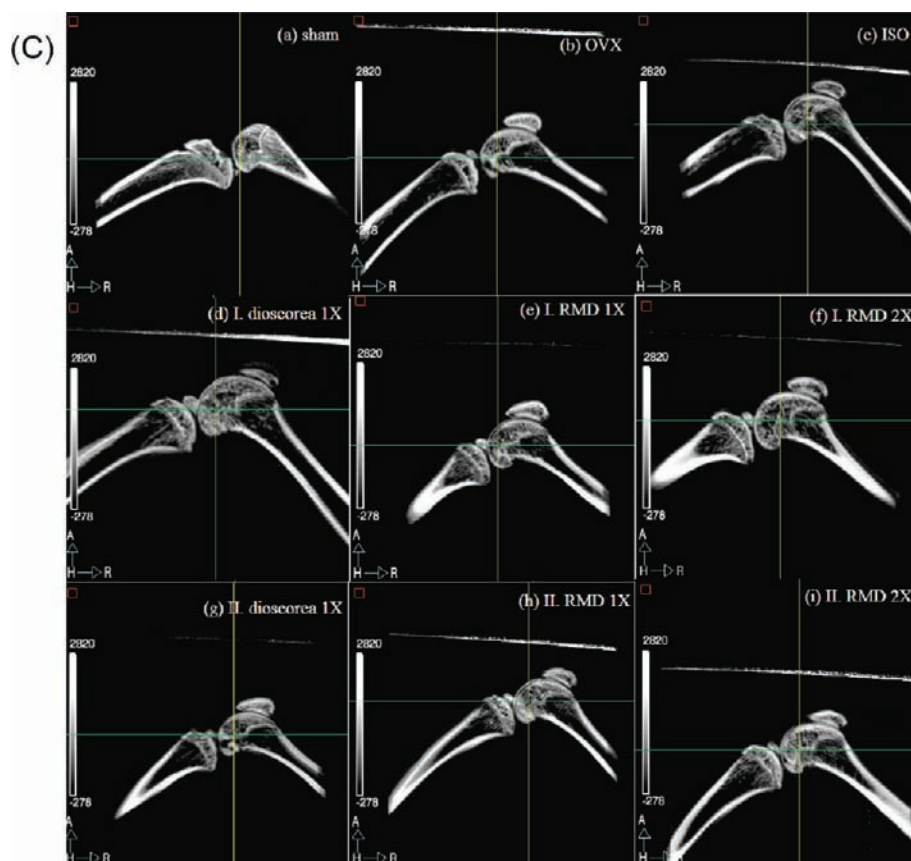 (C)
(a) sham
2820
-278
A
H R
(b) OVX
2820
-278
A
H R
(c) ISO
2820
-278
A
H R
(d) I. dioscorea 1X
2820
-278
A
H R
(e) I. RMD 1X
2820
-278
A
H R
(f) I. RMD 2X
2820
-278
A
H R
(g) II. dioscorea 1X
2820
-278
A
H R
(h) II. RMD 1X
2820
-278
A
H R
(i) II. RMD 2X
2820
-278
A
H R